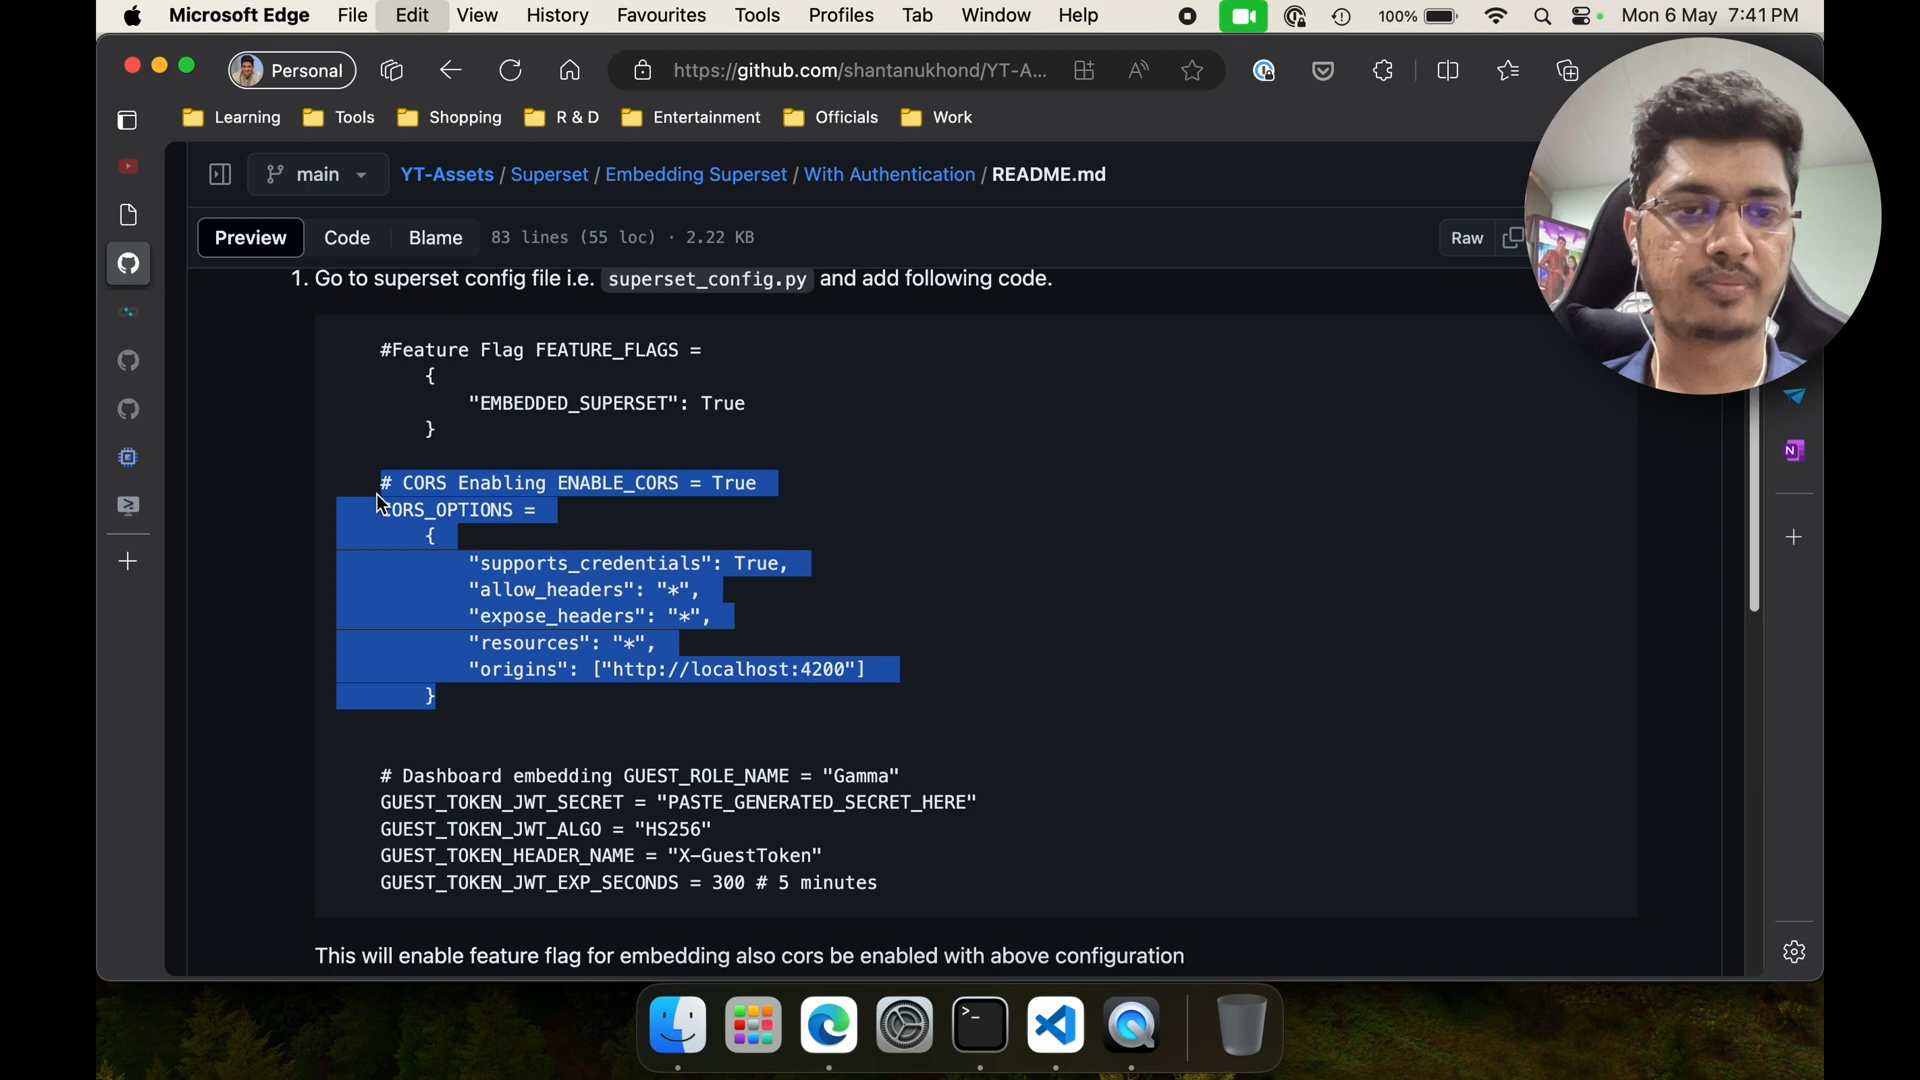 Microsoft Edge File Edit View History Favourites Tools Profiles Tab Window Help 100% Mon 6 May 7:41 PM
Personal https://github.com/shantanukhond/YT-A...
Learning Tools Shopping R & D Entertainment Officials Work
main YT-Assets / Superset / Embedding Superset / With Authentication / README.md
Preview Code Blame 83 lines (55 loc) · 2.22 KB Raw
1. Go to superset config file i.e. superset_config.py and add following code.
#Feature Flag FEATURE_FLAGS =
{
"EMBEDDED_SUPERSET": True
}
# CORS Enabling ENABLE_CORS = True
CORS_OPTIONS =
{
"supports_credentials": True,
"allow_headers": "*",
"expose_headers": "*",
"resources": "*",
"origins": ["http://localhost:4200"]
}
# Dashboard embedding GUEST_ROLE_NAME = "Gamma"
GUEST_TOKEN_JWT_SECRET = "PASTE_GENERATED_SECRET_HERE"
GUEST_TOKEN_JWT_ALGO = "HS256"
GUEST_TOKEN_HEADER_NAME = "X-GuestToken"
GUEST_TOKEN_JWT_EXP_SECONDS = 300 # 5 minutes
This will enable feature flag for embedding also cors be enabled with above configuration